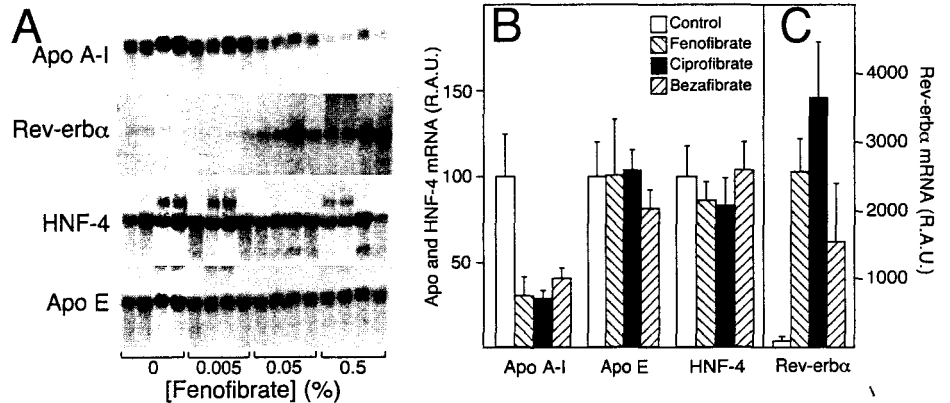 A
Apo A-I
Rev-erbα
HNF-4
Apo E
0 0.005 0.05 0.5
[Fenofibrate] (%)
B
Apo and HNF-4 mRNA (R.A.U.)
150
100
50
Control
Fenofibrate
Ciprofibrate
Bezafibrate
Apo A-I Apo E HNF-4
C
4000
3000
2000
1000
Rev-erbα mRNA (R.A.U.)
Rev-erbα